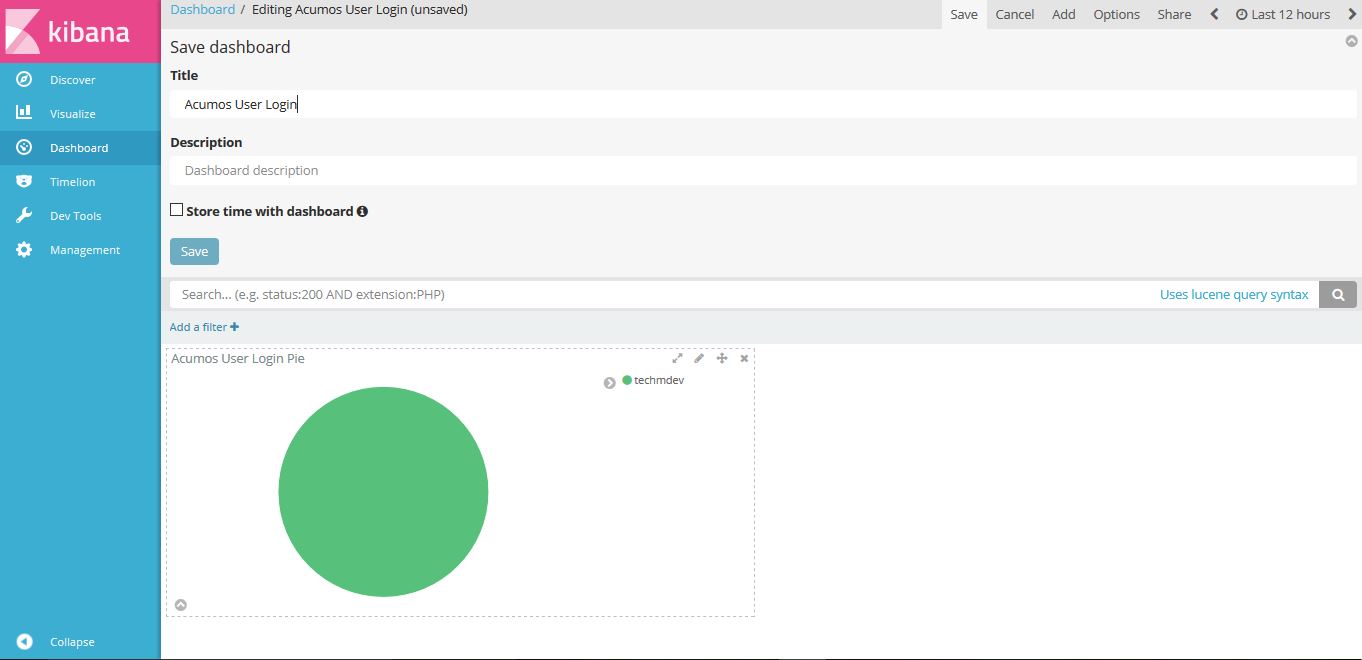 kibana
Discover
Visualize
Dashboard
Timelion
Dev Tools
Management
Collapse
Dashboard / Editing Acumos User Login (unsaved)
Save Cancel Add Options Share Last 12 hours
Save dashboard
Title
Acumos User Login
Description
Dashboard description
Store time with dashboard
Save
Search... (e.g. status:200 AND extension:PHP) Uses lucene query syntax
Add a filter +
Acumos User Login Pie
techmdev